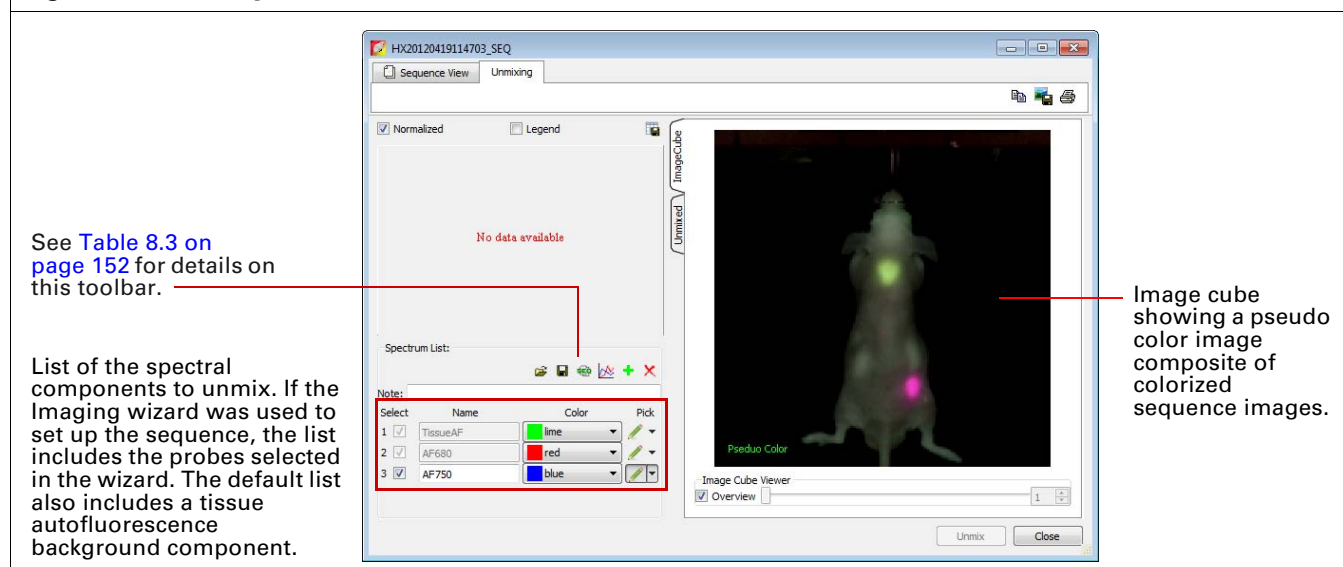 HX20120419114703_SEQ
Sequence View Unmixing
Normalized Legend
ImageCube
Unmixed
No data available
See Table 8.3 on
page 152 for details on
this toolbar.
Spectrum List:
SEQ
Note:
Select Name Color Pick
1 TissueAF lime
2 AF680 red
3 AF750 blue
List of the spectral
components to unmix. If the
Imaging wizard was used to
set up the sequence, the list
includes the probes selected
in the wizard. The default list
also includes a tissue
autofluorescence
background component.
Pseduo Color
Image Cube Viewer
Overview 1
Unmix Close
Image cube
showing a pseudo
color image
composite of
colorized
sequence images.